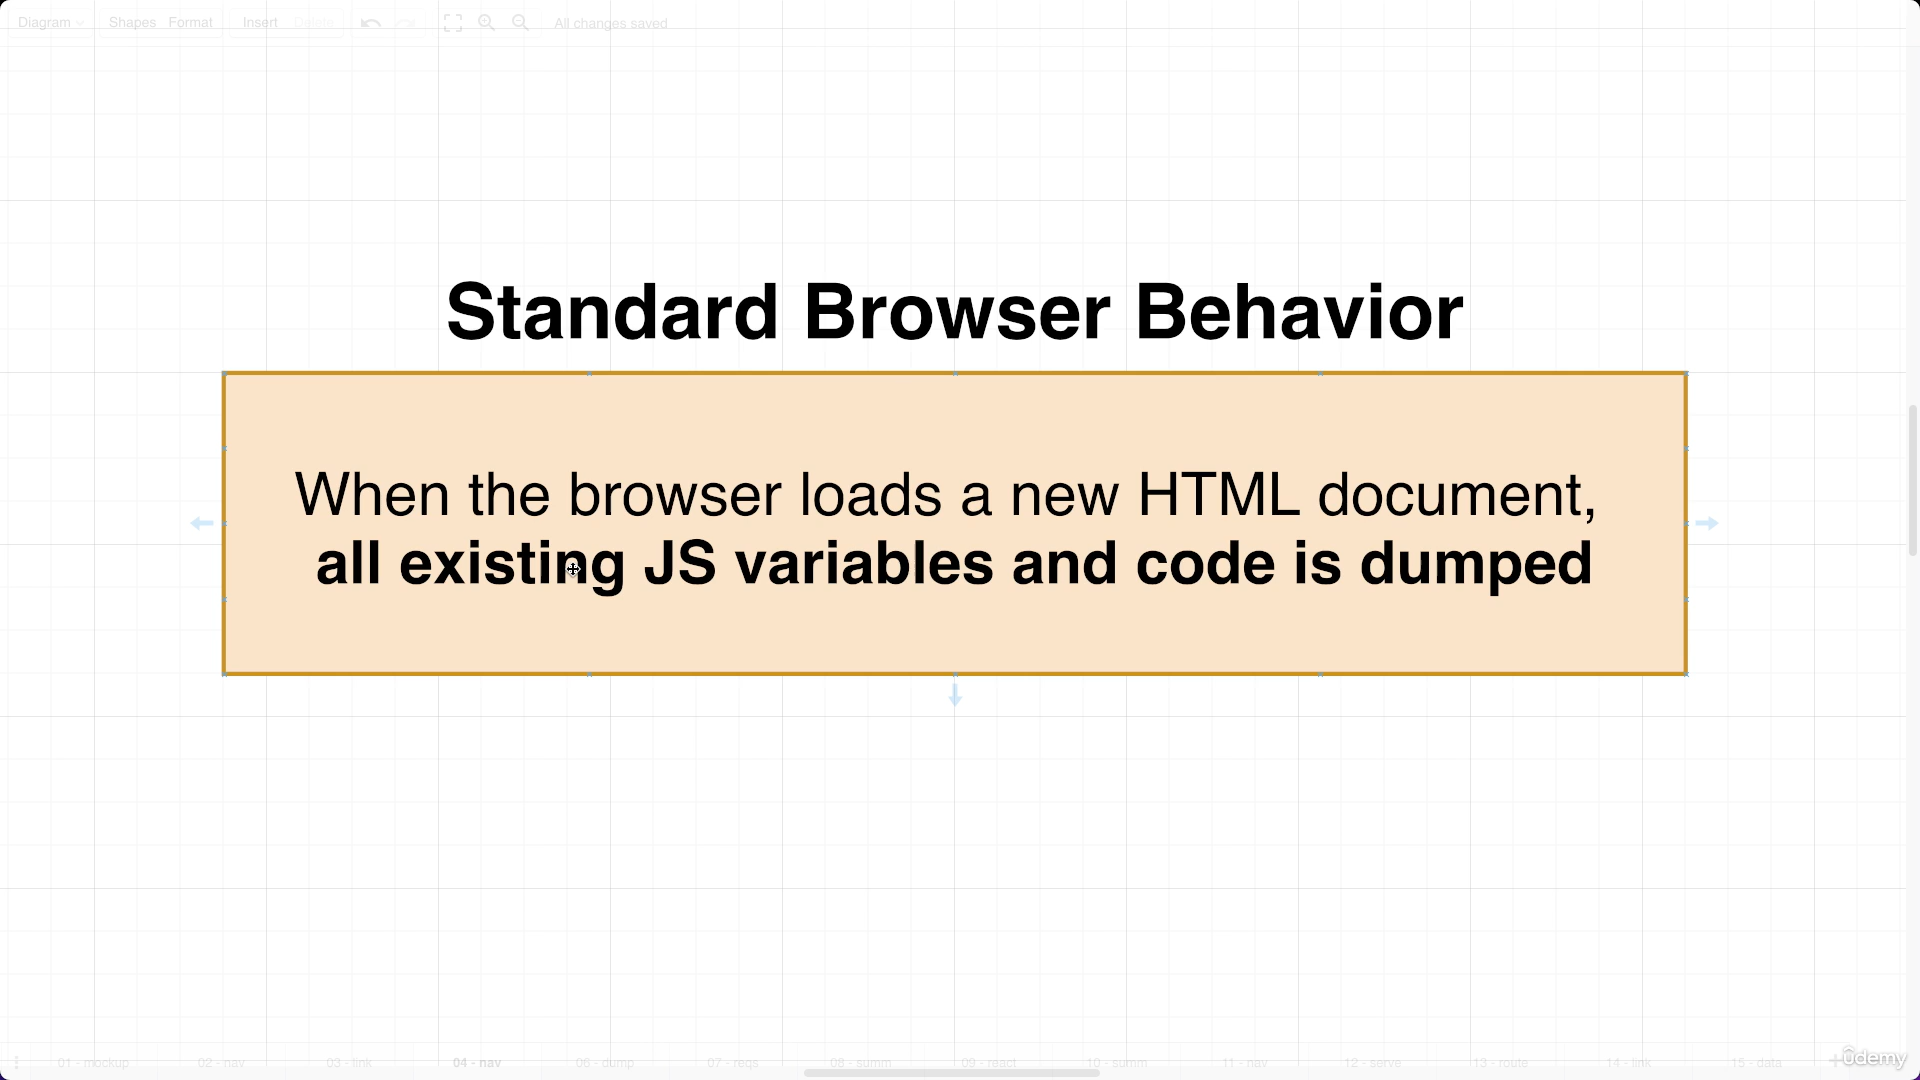 Diagram
Shapes Format
Insert Delete
All changes saved
Standard Browser Behavior
When the browser loads a new HTML document,
all existing JS variables and code is dumped
01 - mockup 02 - nav 03 - link 04 - nav 06 - dump 07 - reqs 08 - summ 09 - react 10 - summ 11 - nav 12 - serve 13 - route 14 - link 15 - data
ûdemy